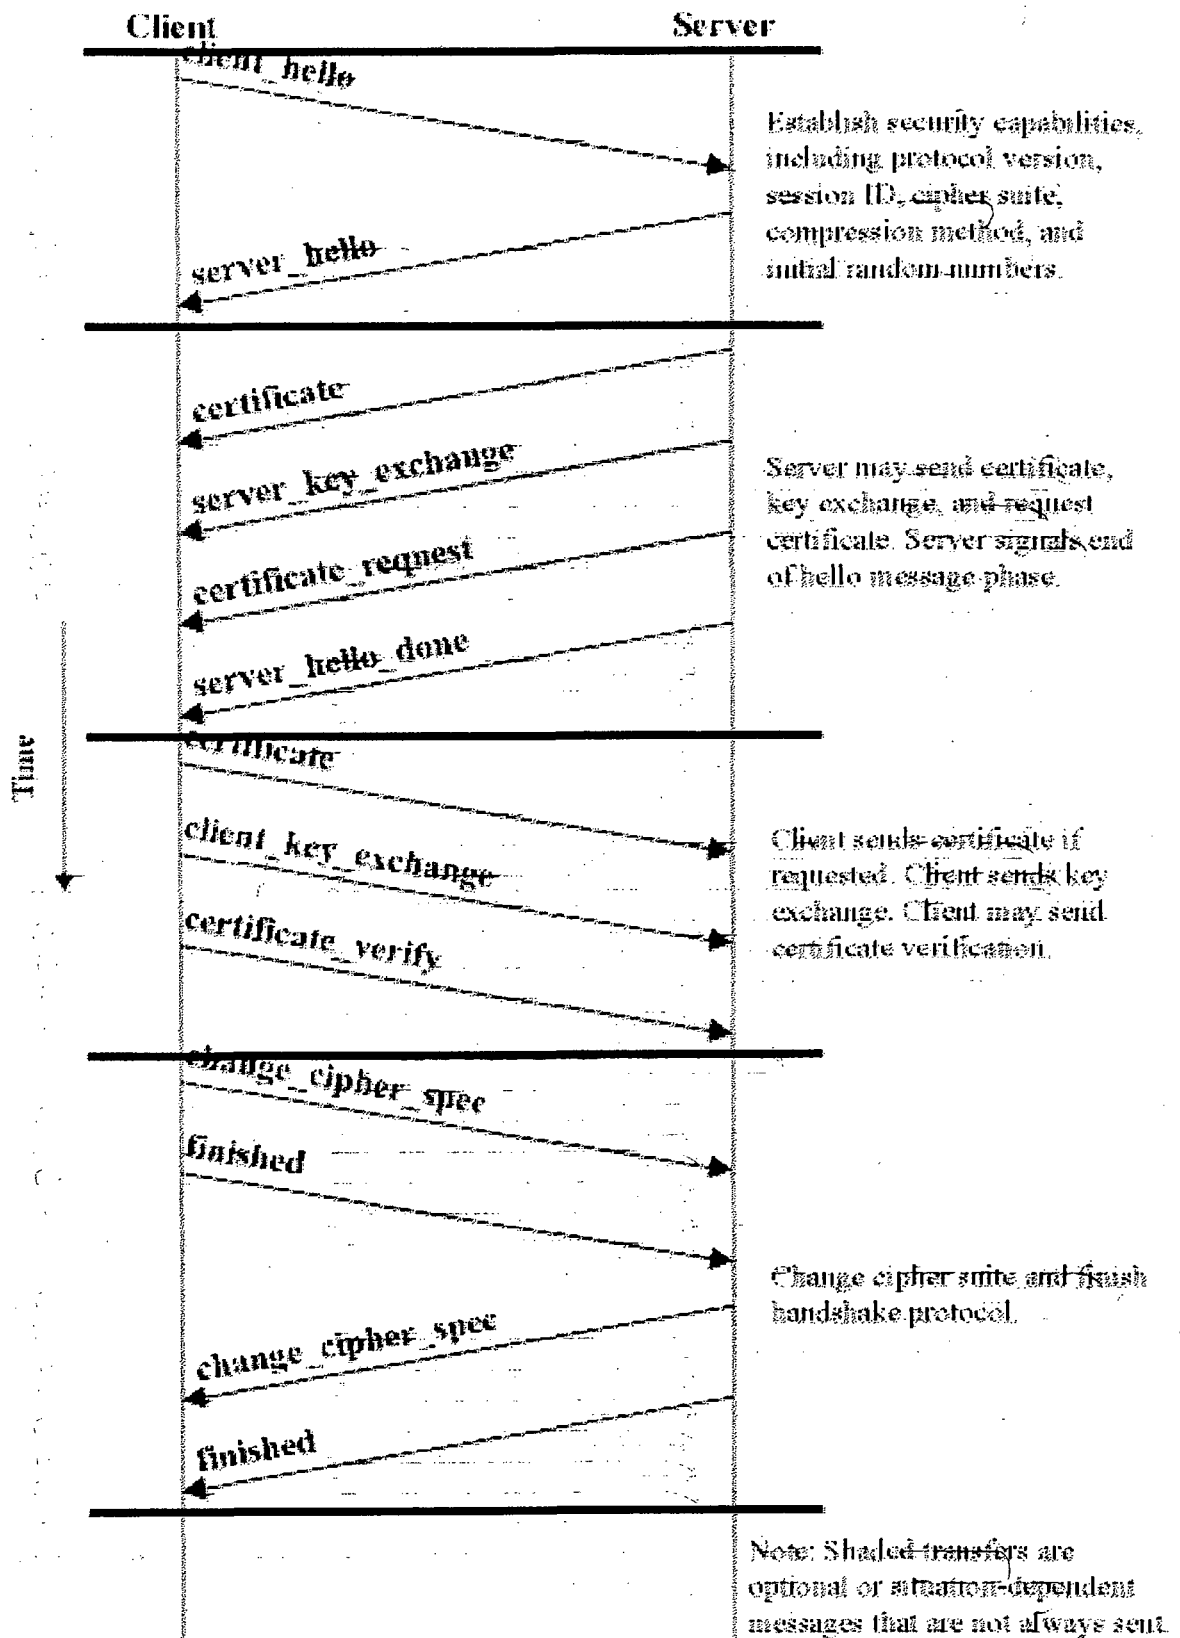 Client
Server
client_hello
Establish security capabilities,
including protocol version,
session ID, cipher suite,
compression method, and
initial random numbers.
server_hello
certificate
server_key_exchange
Server may send certificate,
key exchange, and request
certificate. Server signals end
of hello message phase.
certificate_request
server_hello_done
Time
certificate
client_key_exchange
Client sends certificate if
requested. Client sends key
exchange. Client may send
certificate verification.
certificate_verify
change_cipher_spec
finished
Change cipher suite and finish
handshake protocol.
change_cipher_spec
finished
Note: Shaded transfers are
optional or situation-dependent
messages that are not always sent.